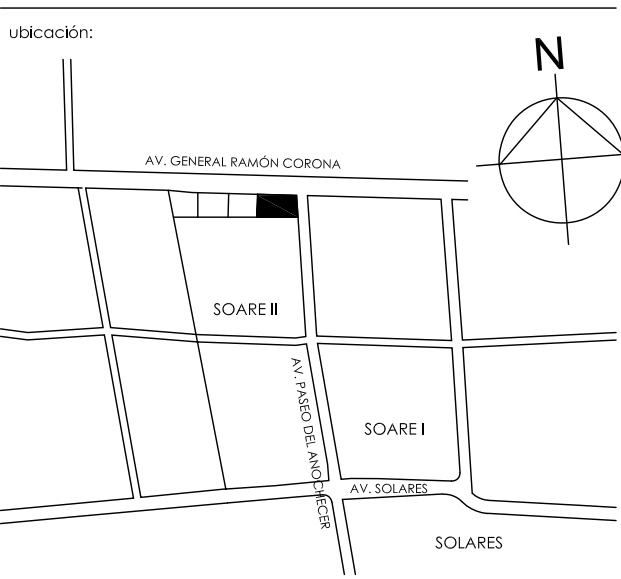 ubicación:
N
AV. GENERAL RAMÓN CORONA
SOARE II
AV. PASEO DEL ANOCHECER
SOARE I
AV. SOLARES
SOLARES